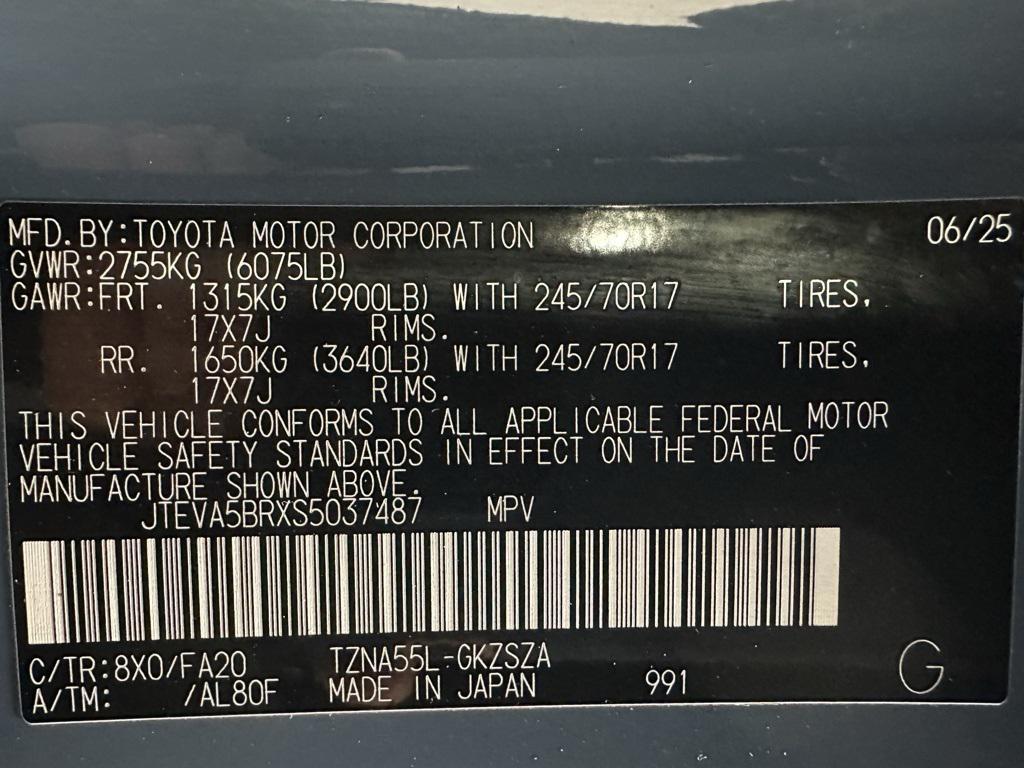 MFD. BY:TOYOTA MOTOR CORPORATION 06/25
GVWR:2755KG (6075LB)
GAWR:FRT. 1315KG (2900LB) WITH 245/70R17 TIRES,
17X7J RIMS.
RR. 1650KG (3640LB) WITH 245/70R17 TIRES,
17X7J RIMS.
THIS VEHICLE CONFORMS TO ALL APPLICABLE FEDERAL MOTOR
VEHICLE SAFETY STANDARDS IN EFFECT ON THE DATE OF
MANUFACTURE SHOWN ABOVE.
JTEVA5BRXS5037487 MPV
C/TR:8X0/FA20 TZNA55L-GKZSZA
A/TM: /AL80F MADE IN JAPAN 991 G